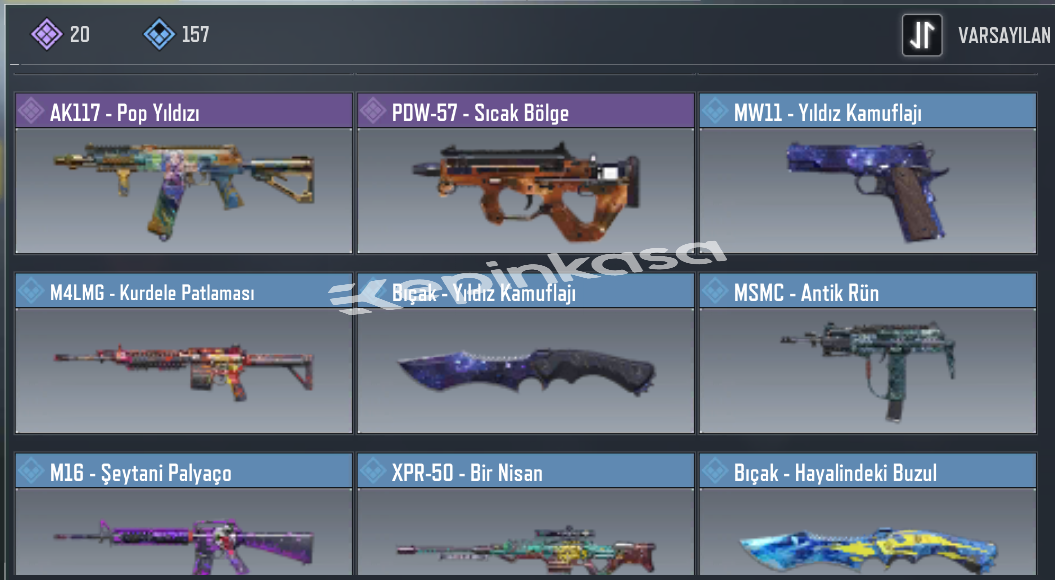 20
157
VARSAYILAN
AK117 - Pop Yıldızı
PDW-57 - Sıcak Bölge
MW11 - Yıldız Kamuflajı
M4LMG - Kurdele Patlaması
Bıçak - Yıldız Kamuflajı
MSMC - Antik Rün
epinkasa
M16 - Şeytani Palyaço
XPR-50 - Bir Nisan
Bıçak - Hayalindeki Buzul